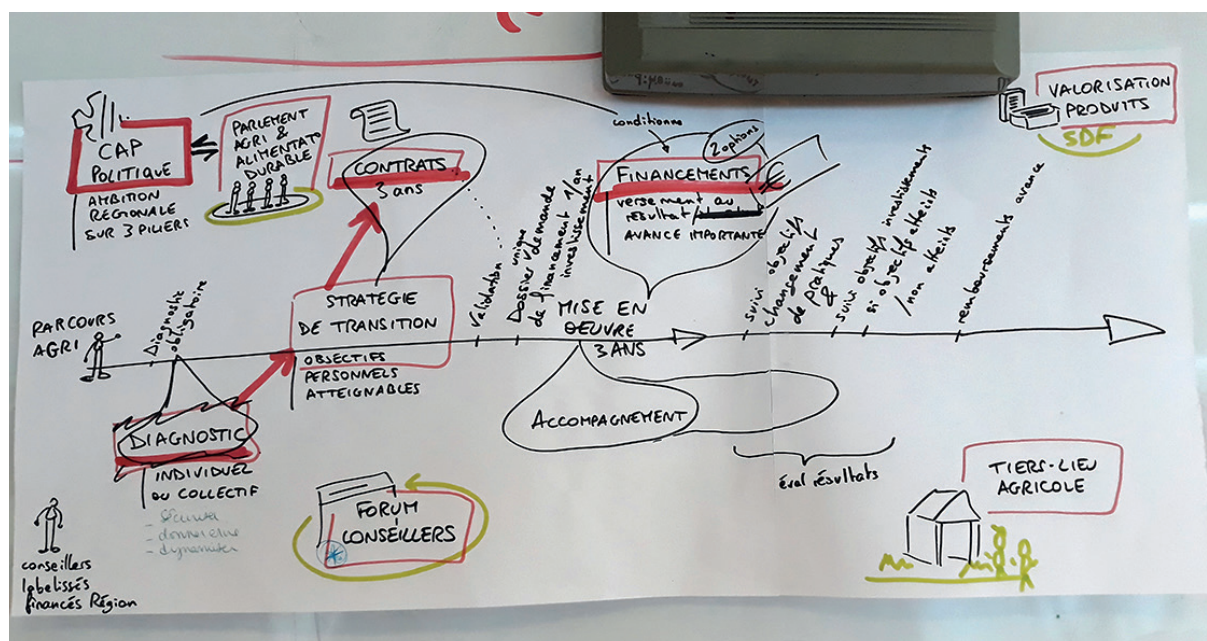 CAP
POLITIQUE
AMBITION
REGIONALE
SUR 3 PILIERS
PARLEMENT
AGRI &
ALIMENTAT°
DURABLE
CONTRATS
3 ans
conditionne
2 options
FINANCEMENTS
€
versement au
résultat/
AVANCE IMPORTANTE
VALORISATION
PRODUITS
SDF
PARCOURS
AGRI
Diagnostic
obligatoire
STRATÉGIE
DE TRANSITION
OBJECTIFS
PERSONNELS
ATTEIGNABLES
Validation
Dossier unique
de demande
de financement 1/an
investissement
MISE EN
OEUVRE
3 ANS
suivi objectifs
changement
de pratiques
&
suivi objectifs investissements
si objectifs atteints
/non atteints
remboursements avance
DIAGNOSTIC
INDIVIDUEL
OU COLLECTIF
- sécurité
ACCOMPAGNEMENT
éval résultats
FORUM
CONSEILLERS
TIERS-LIEU
AGRICOLE
conseillers
labelissés
financés Région